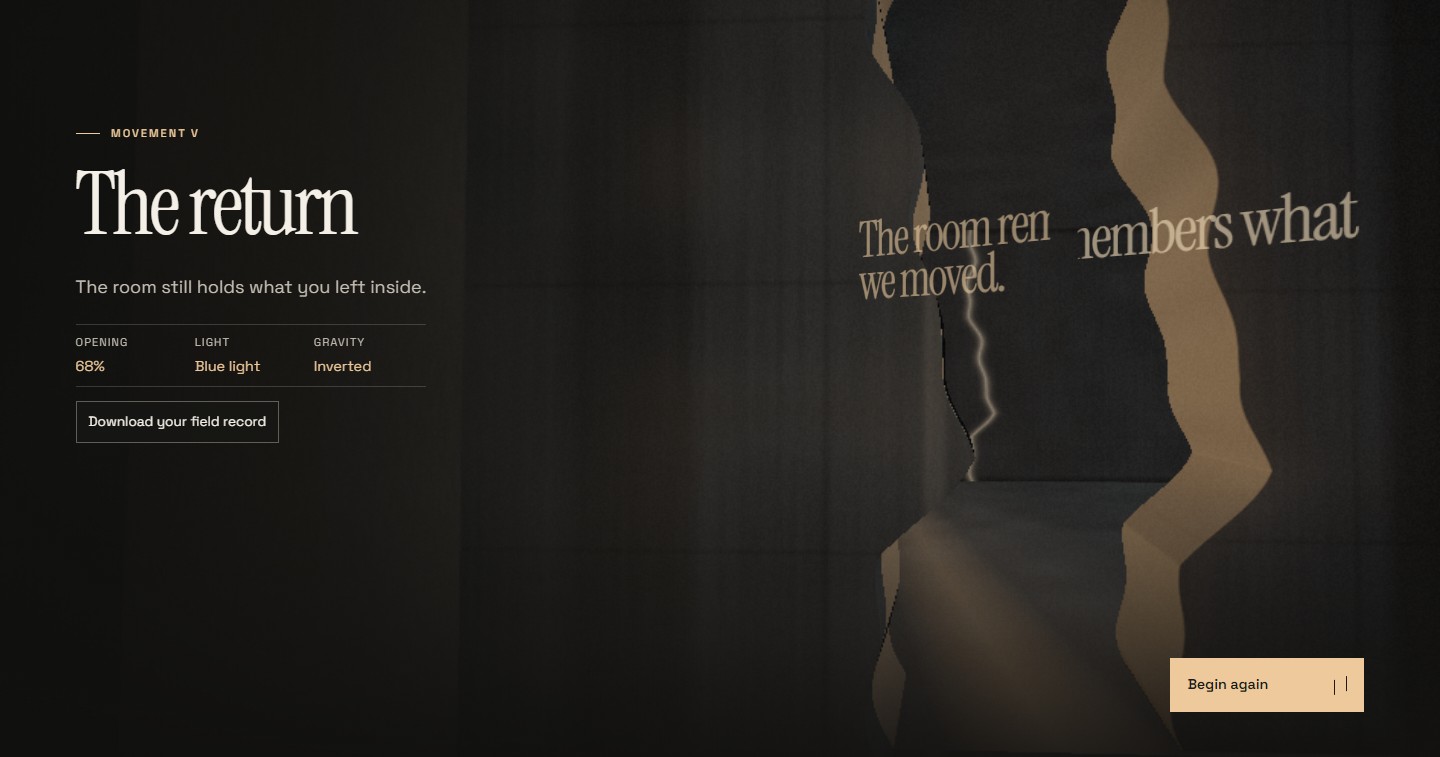 MOVEMENT V
The return
The room still holds what you left inside.
OPENING LIGHT GRAVITY
68% Blue light Inverted
Download your field record
The room ren embers what
we moved.
Begin again